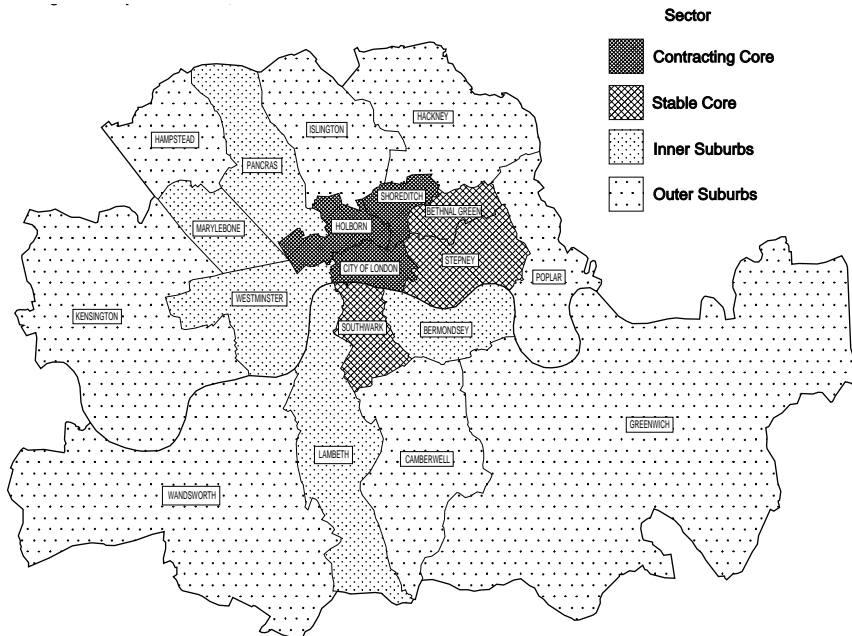 Sector
Contracting Core
Stable Core
Inner Suburbs
Outer Suburbs
HACKNEY
ISLINGTON
HAMPSTEAD
PANCRAS
SHOREDITCH
BETHNAL GREEN
HOLBORN
MARYLEBONE
STEPNEY
CITY OF LONDON
POPLAR
WESTMINSTER
KENSINGTON
SOUTHWARK
BERMONDSEY
GREENWICH
LAMBETH
CAMBERWELL
WANDSWORTH